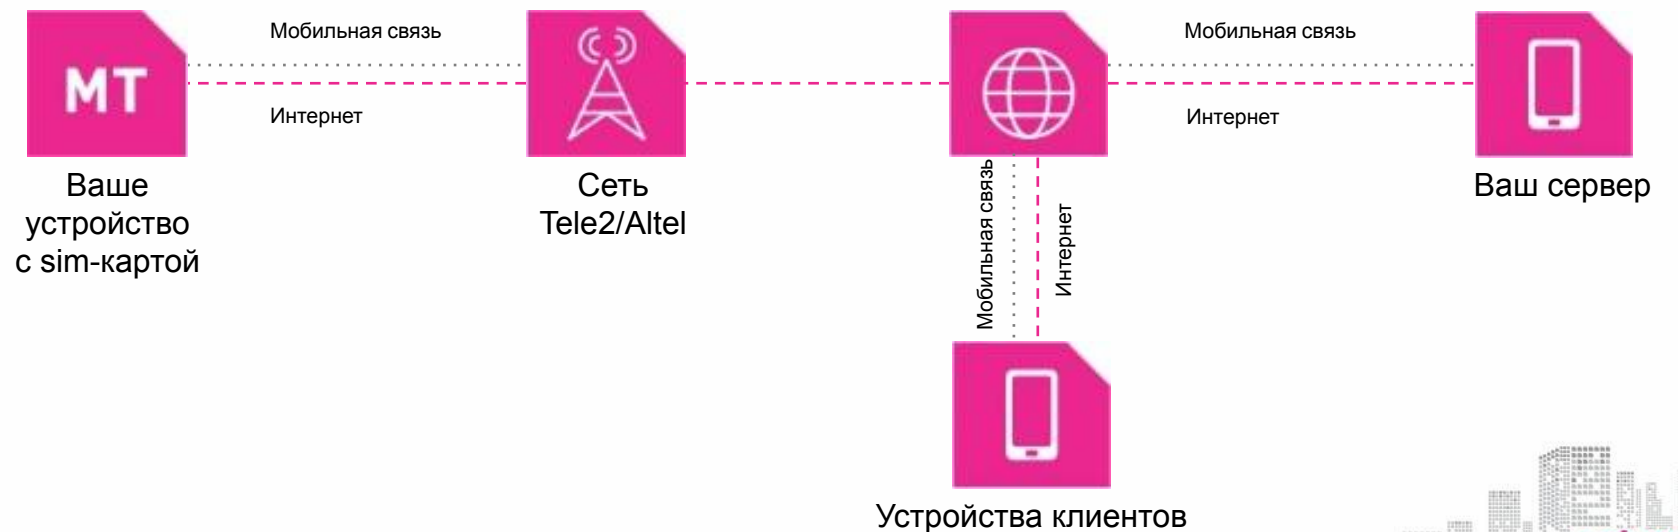 Мобильная связь
Мобильная связь
MT
Интернет
Интернет
Ваше
устройство
с sim-картой
Сеть
Tele2/Altel
Ваш сервер
Мобильная связь
Интернет
Устройства клиентов